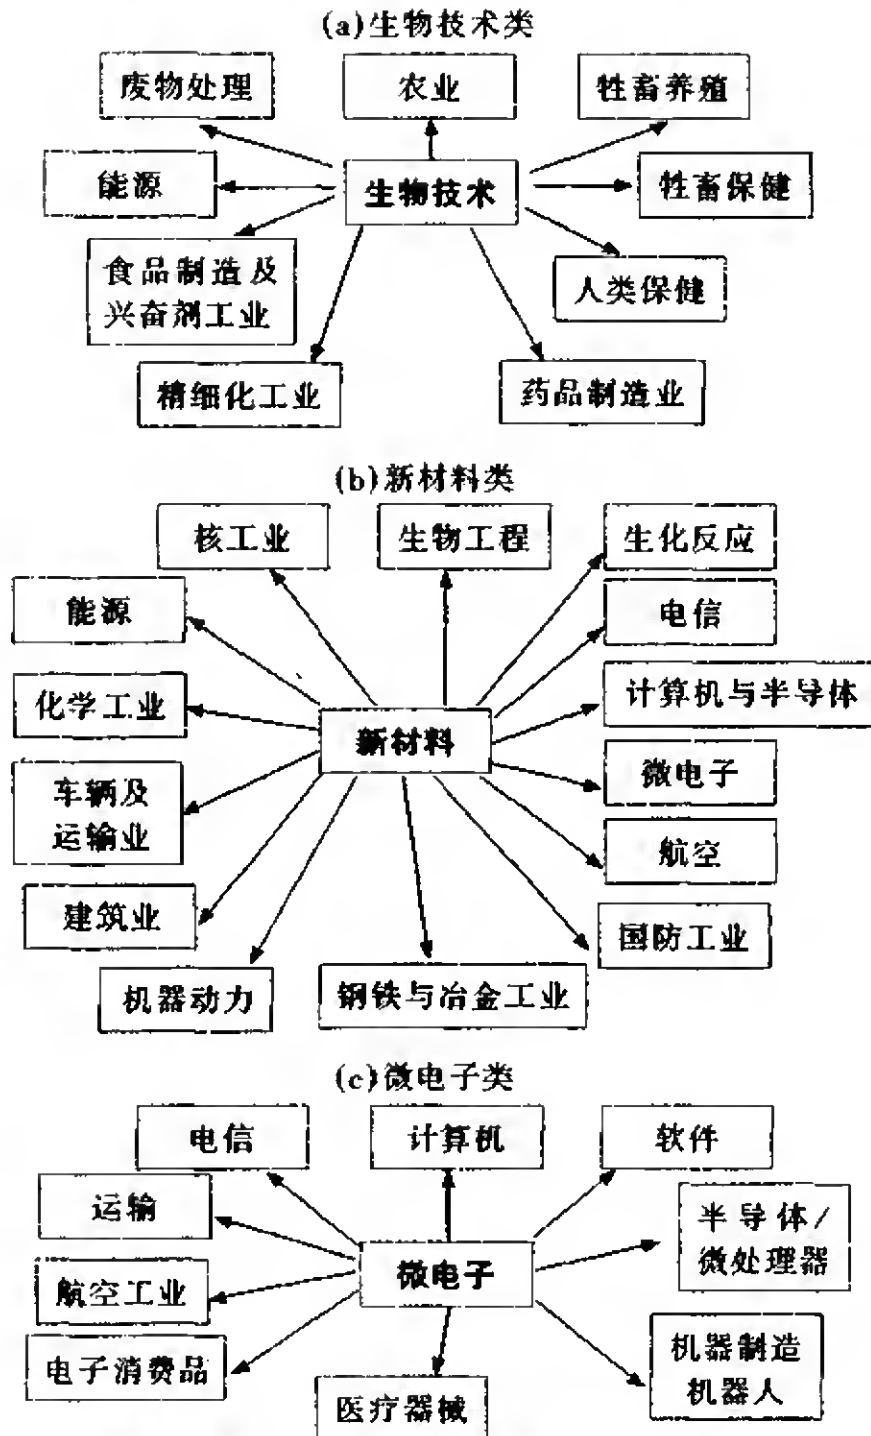 (a)生物技术类
废物处理
农业
牲畜养殖
能源
生物技术
牲畜保健
食品制造及
兴奋剂工业
人类保健
精细化工业
药品制造业
(b)新材料类
核工业
生物工程
生化反应
能源
电信
化学工业
新材料
计算机与半导体
车辆及
运输业
微电子
航空
建筑业
国防工业
机器动力
钢铁与冶金工业
(c)微电子类
电信
计算机
软件
运输
半导体/
微处理器
微电子
航空工业
电子消费品
机器制造
机器人
医疗器械